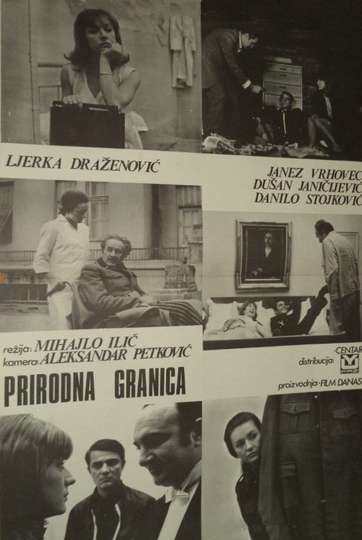 LJERKA DRAŽENOVIĆ
JANEZ VRHOVEC
DUŠAN JANIĆIJEVIĆ
DANILO STOJKOVIĆ
režija: MIHAJLO ILIĆ
kamera: ALEKSANDAR PETKOVIĆ
PRIRODNA GRANICA
distribucija: CENTAR
proizvodnja: FILM DANAS